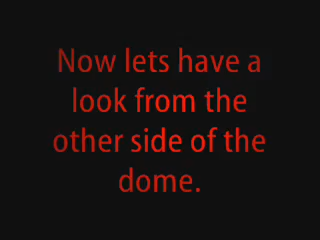 Now lets have a
look from the
other side of the
dome.